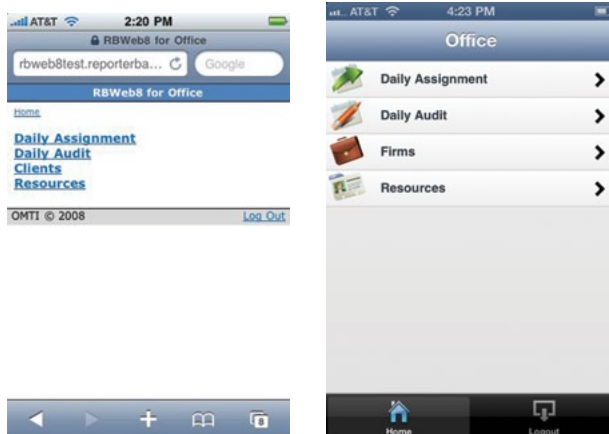 AT&T 2:20 PM
RBWeb8 for Office
rbweb8test.reporterba... Google
RBWeb8 for Office
Home
Daily Assignment
Daily Audit
Clients
Resources
OMTI © 2008 Log Out
8
AT&T 4:23 PM
Office
Daily Assignment
Daily Audit
Firms
Resources
Home Logout